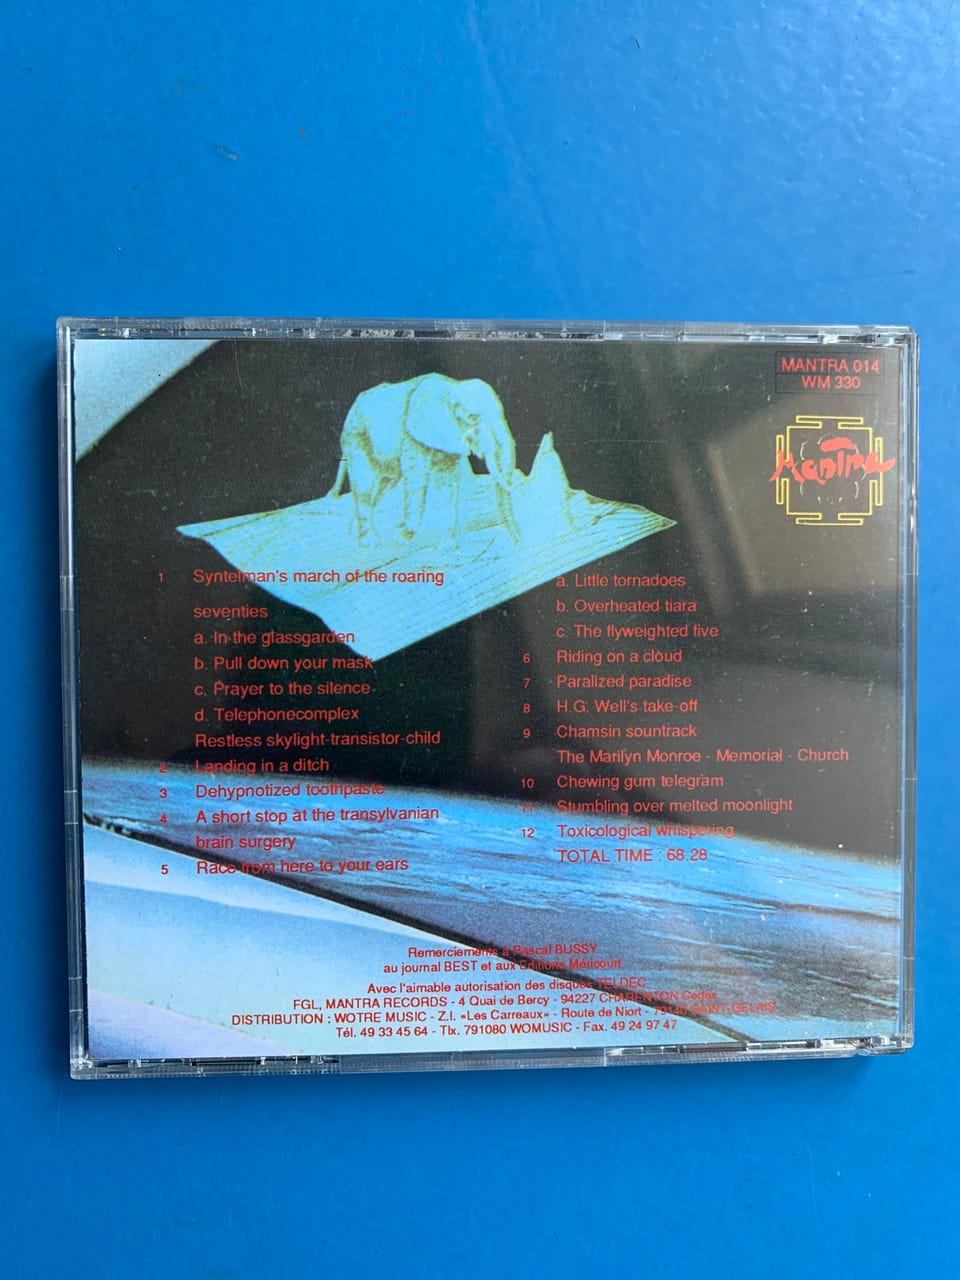 MANTRA 014
WM 330
Mantra
1 Syntelman's march of the roaring
seventies
a. In the glassgarden
b. Pull down your mask
c. Prayer to the silence
d. Telephonecomplex
Restless skylight-transistor-child
2 Landing in a ditch
3 Dehypnotized toothpaste
4 A short stop at the transylvanian
brain surgery
5 Race from here to your ears
a. Little tornadoes
b. Overheated tiara
c. The flyweighted five
6 Riding on a cloud
7 Paralized paradise
8 H.G. Well's take-off
9 Chamsin sountrack
The Marilyn Monroe - Memorial - Church
10 Chewing gum telegram
11 Stumbling over melted moonlight
12 Toxicological whispering
TOTAL TIME : 68.28
Remerciements à Pascal BUSSY
au journal BEST et aux Editions Méricourt
Avec l'aimable autorisation des disques TELDEC
FGL, MANTRA RECORDS - 4 Quai de Bercy - 94227 CHARENTON Cedex
DISTRIBUTION : WOTRE MUSIC - Z.I. «Les Carreaux» - Route de Niort - 79140 SAINT-GELAIS
Tél. 49 33 45 64 - Tlx. 791080 WOMUSIC - Fax. 49 24 97 47